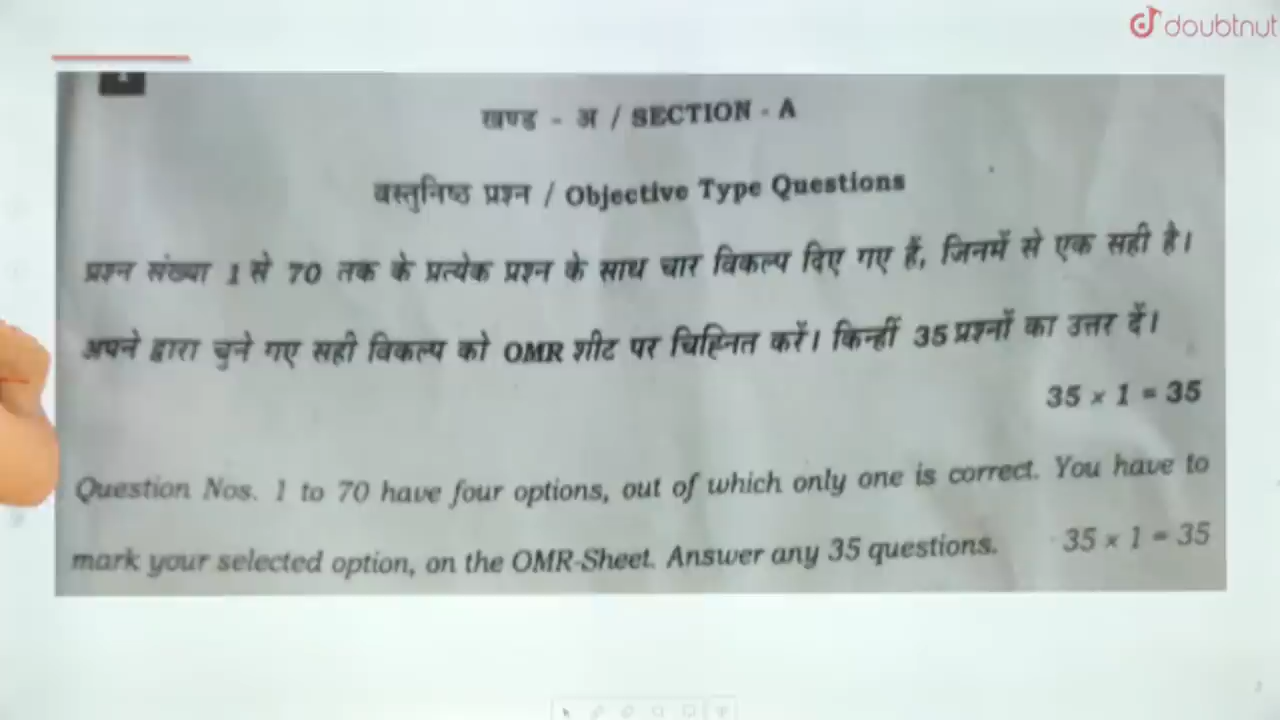 doubtnut
खण्ड - अ / SECTION - A
वस्तुनिष्ठ प्रश्न / Objective Type Questions
प्रश्न संख्या 1 से 70 तक के प्रत्येक प्रश्न के साथ चार विकल्प दिए गए हैं, जिनमें से एक सही है।
अपने द्वारा चुने गए सही विकल्प को OMR शीट पर चिह्नित करें। किन्हीं 35 प्रश्नों का उत्तर दें।
35 × 1 = 35
Question Nos. 1 to 70 have four options, out of which only one is correct. You have to
mark your selected option, on the OMR-Sheet. Answer any 35 questions. 35 × 1 = 35